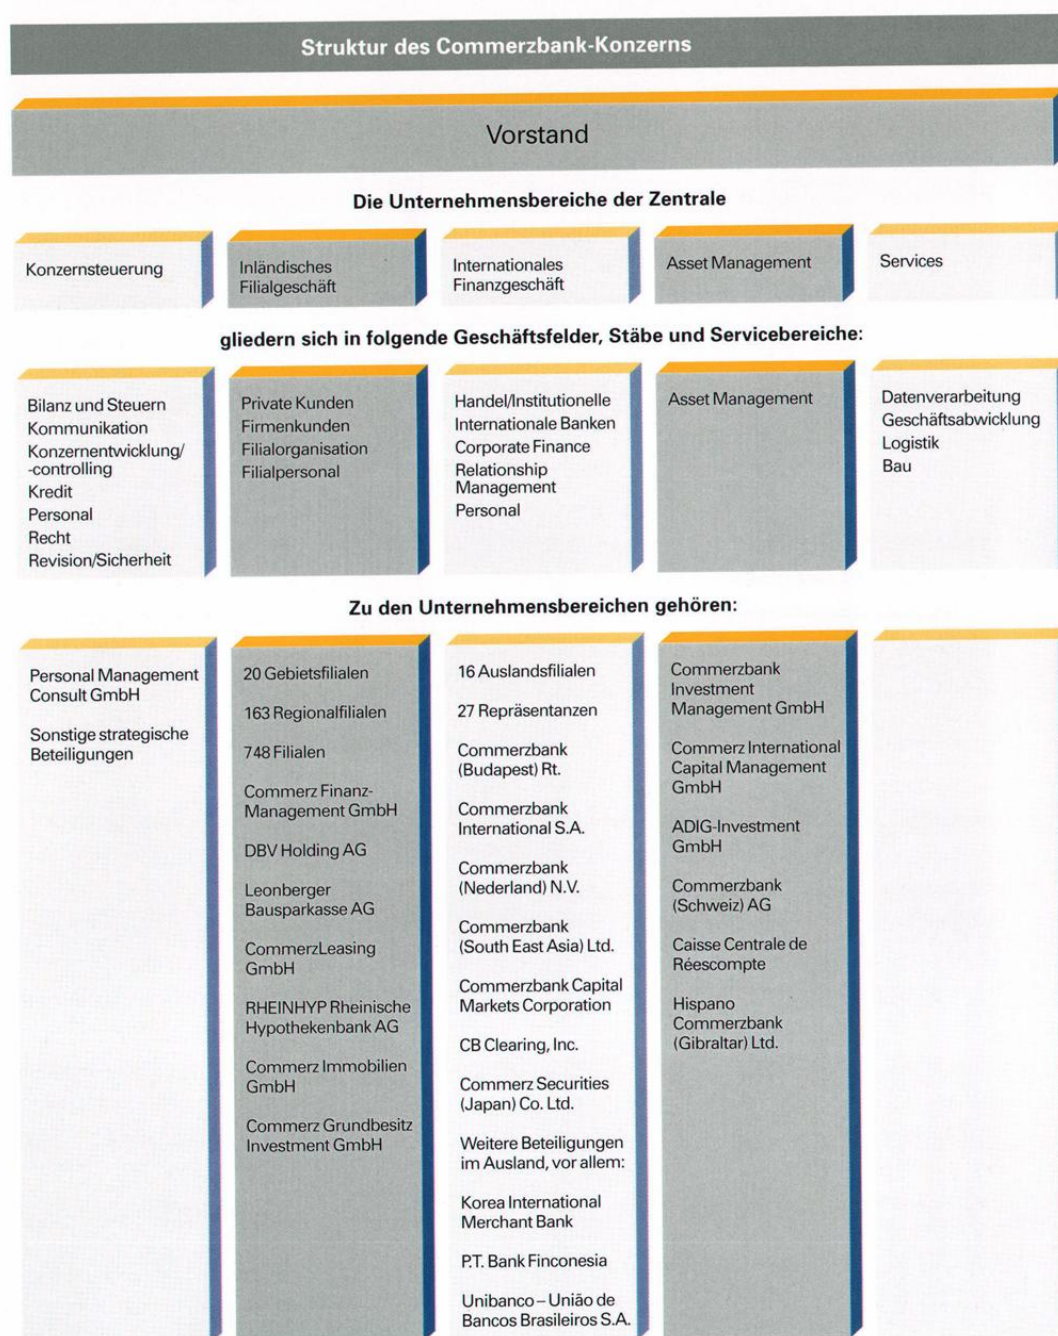 Struktur des Commerzbank-Konzerns
Vorstand
Die Unternehmensbereiche der Zentrale
Konzernsteuerung
Inländisches
Filialgeschäft
Internationales
Finanzgeschäft
Asset Management
Services
gliedern sich in folgende Geschäftsfelder, Stäbe und Servicebereiche:
Bilanz und Steuern
Kommunikation
Konzernentwicklung/
-controlling
Kredit
Personal
Recht
Revision/Sicherheit
Private Kunden
Firmenkunden
Filialorganisation
Filialpersonal
Handel/Institutionelle
Internationale Banken
Corporate Finance
Relationship
Management
Personal
Asset Management
Datenverarbeitung
Geschäftsabwicklung
Logistik
Bau
Zu den Unternehmensbereichen gehören:
Personal Management
Consult GmbH
Sonstige strategische
Beteiligungen
20 Gebietsfilialen
163 Regionalfilialen
748 Filialen
Commerz Finanz-
Management GmbH
DBV Holding AG
Leonberger
Bausparkasse AG
CommerzLeasing
GmbH
RHEINHYP Rheinische
Hypothekenbank AG
Commerz Immobilien
GmbH
Commerz Grundbesitz
Investment GmbH
16 Auslandsfilialen
27 Repräsentanzen
Commerzbank
(Budapest) Rt.
Commerzbank
International S.A.
Commerzbank
(Nederland) N.V.
Commerzbank
(South East Asia) Ltd.
Commerzbank Capital
Markets Corporation
CB Clearing, Inc.
Commerz Securities
(Japan) Co. Ltd.
Weitere Beteiligungen
im Ausland, vor allem:
Korea International
Merchant Bank
P.T. Bank Finconesia
Unibanco – União de
Bancos Brasileiros S.A.
Commerzbank
Investment
Management GmbH
Commerz International
Capital Management
GmbH
ADIG-Investment
GmbH
Commerzbank
(Schweiz) AG
Caisse Centrale de
Réescompte
Hispano
Commerzbank
(Gibraltar) Ltd.